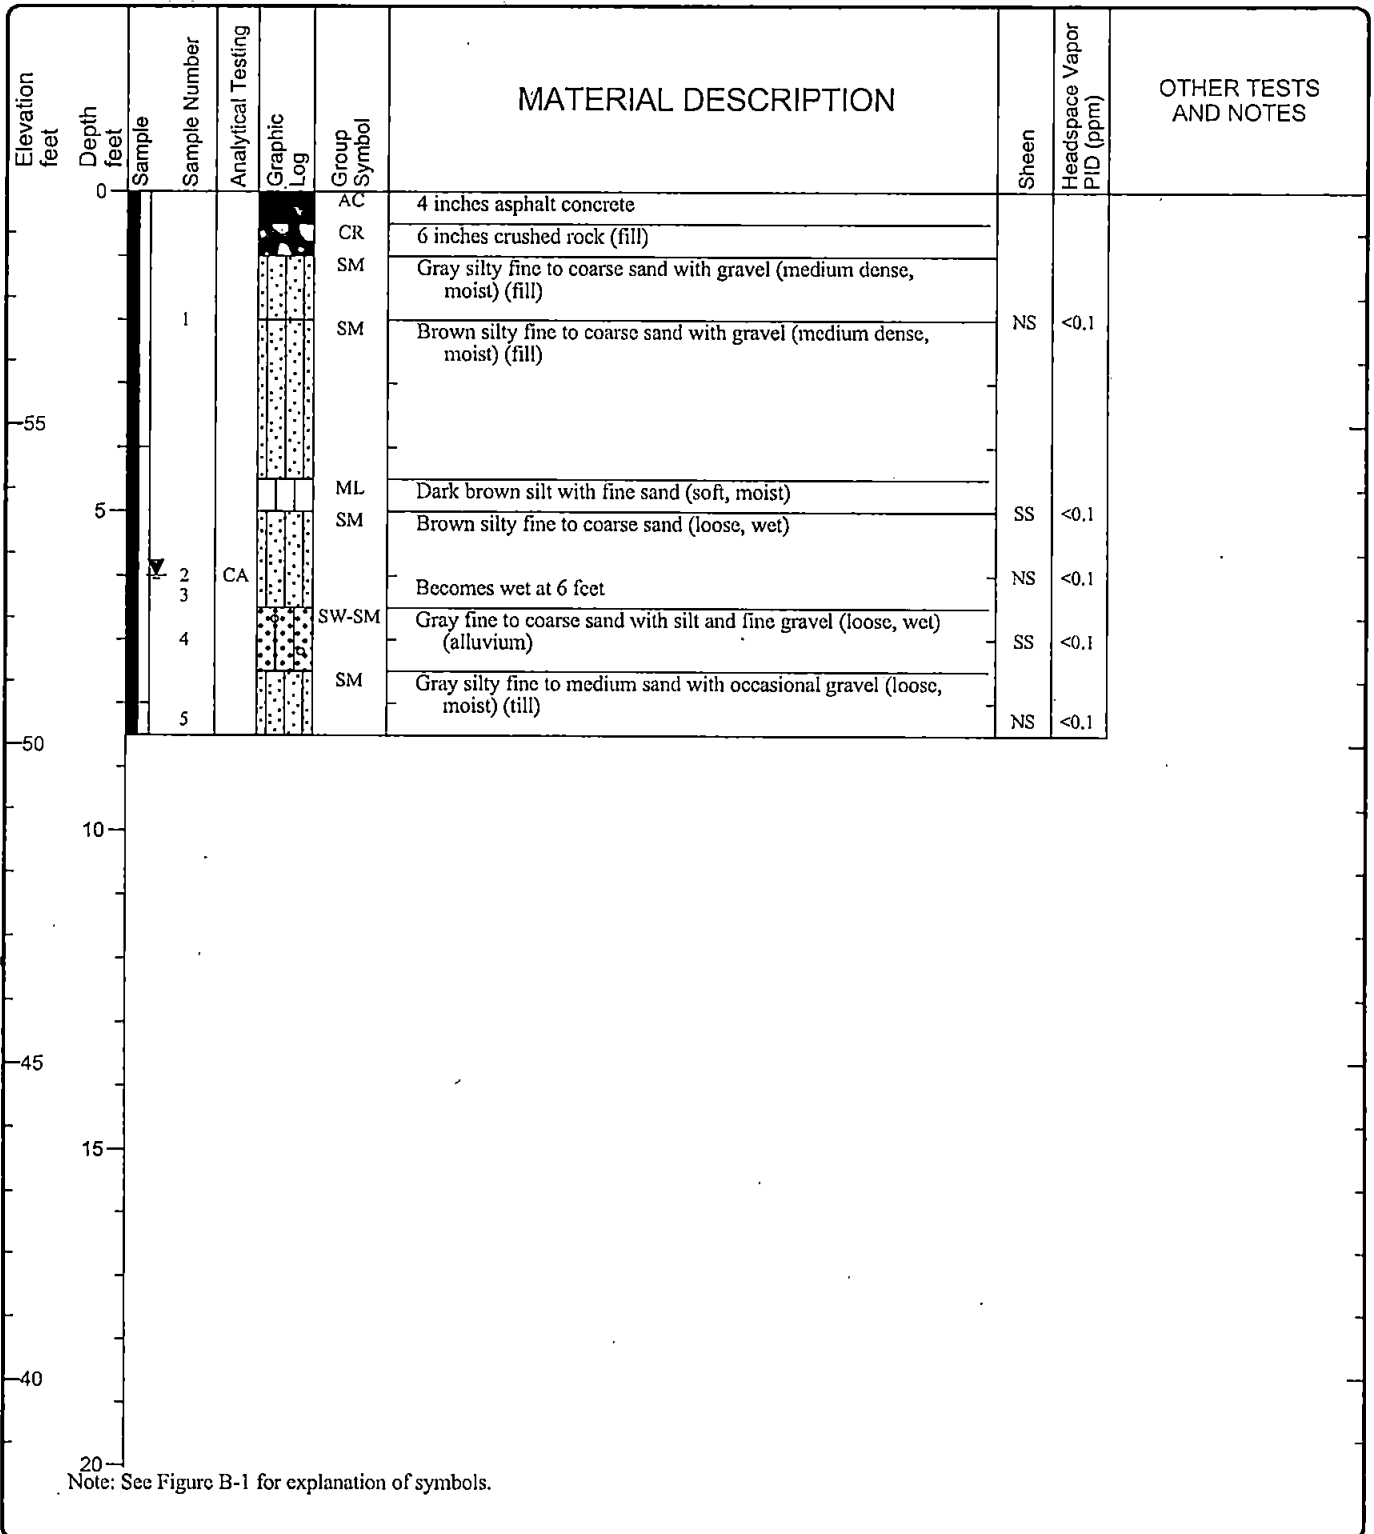 Elevation
feet
Depth
feet
Sample
Sample Number
Analytical Testing
Graphic
Log
Group
Symbol
MATERIAL DESCRIPTION
Sheen
Headspace Vapor
PID (ppm)
OTHER TESTS
AND NOTES
0
AC 4 inches asphalt concrete
CR 6 inches crushed rock (fill)
SM Gray silty fine to coarse sand with gravel (medium dense,
moist) (fill)
1 SM Brown silty fine to coarse sand with gravel (medium dense, NS <0.1
moist) (fill)
55
ML Dark brown silt with fine sand (soft, moist)
5 SM Brown silty fine to coarse sand (loose, wet) SS <0.1
2 CA NS <0.1
3 Becomes wet at 6 feet
SW-SM Gray fine to coarse sand with silt and fine gravel (loose, wet)
4 (alluvium) SS <0.1
SM Gray silty fine to medium sand with occasional gravel (loose,
moist) (till)
5 NS <0.1
50
10
45
15
40
20
Note: See Figure B-1 for explanation of symbols.